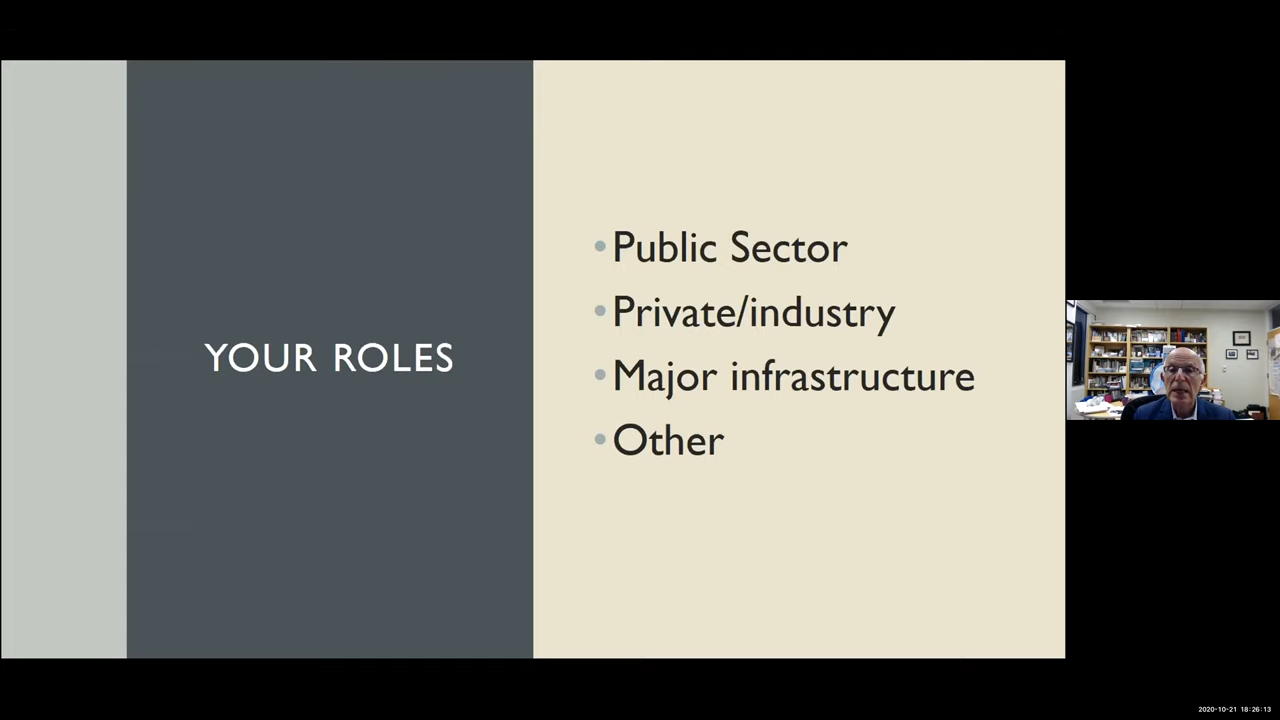 YOUR ROLES
•Public Sector
•Private/industry
•Major infrastructure
•Other
2020-10-21 18:26:13